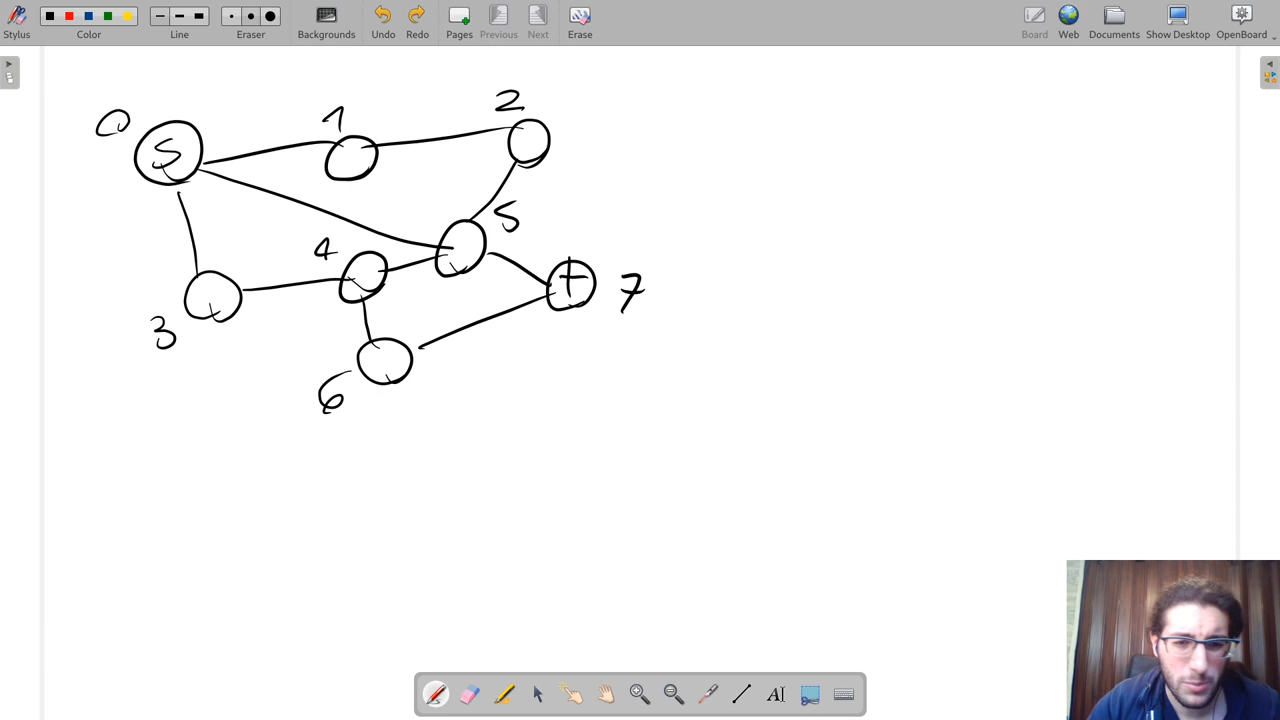 Stylus Color Line Eraser Backgrounds Undo Redo Pages Previous Next Erase Board Web Documents Show Desktop OpenBoard
0 S 1 2
4 5
3 t 7
6
AI